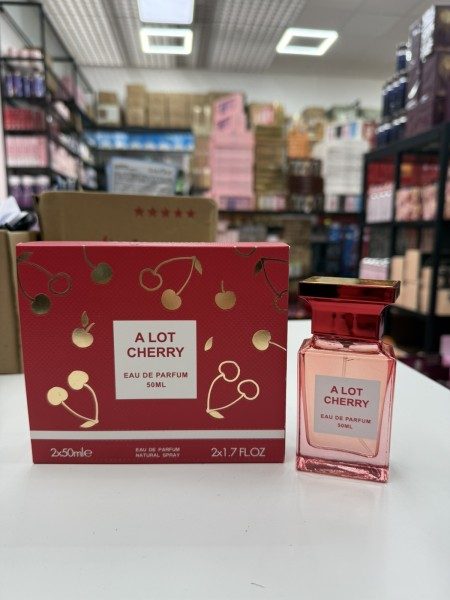 A LOT
CHERRY
EAU DE PARFUM
50ML
2x50ml℮
EAU DE PARFUM
NATURAL SPRAY
2x1.7 FL.OZ
A LOT
CHERRY
EAU DE PARFUM
50ML